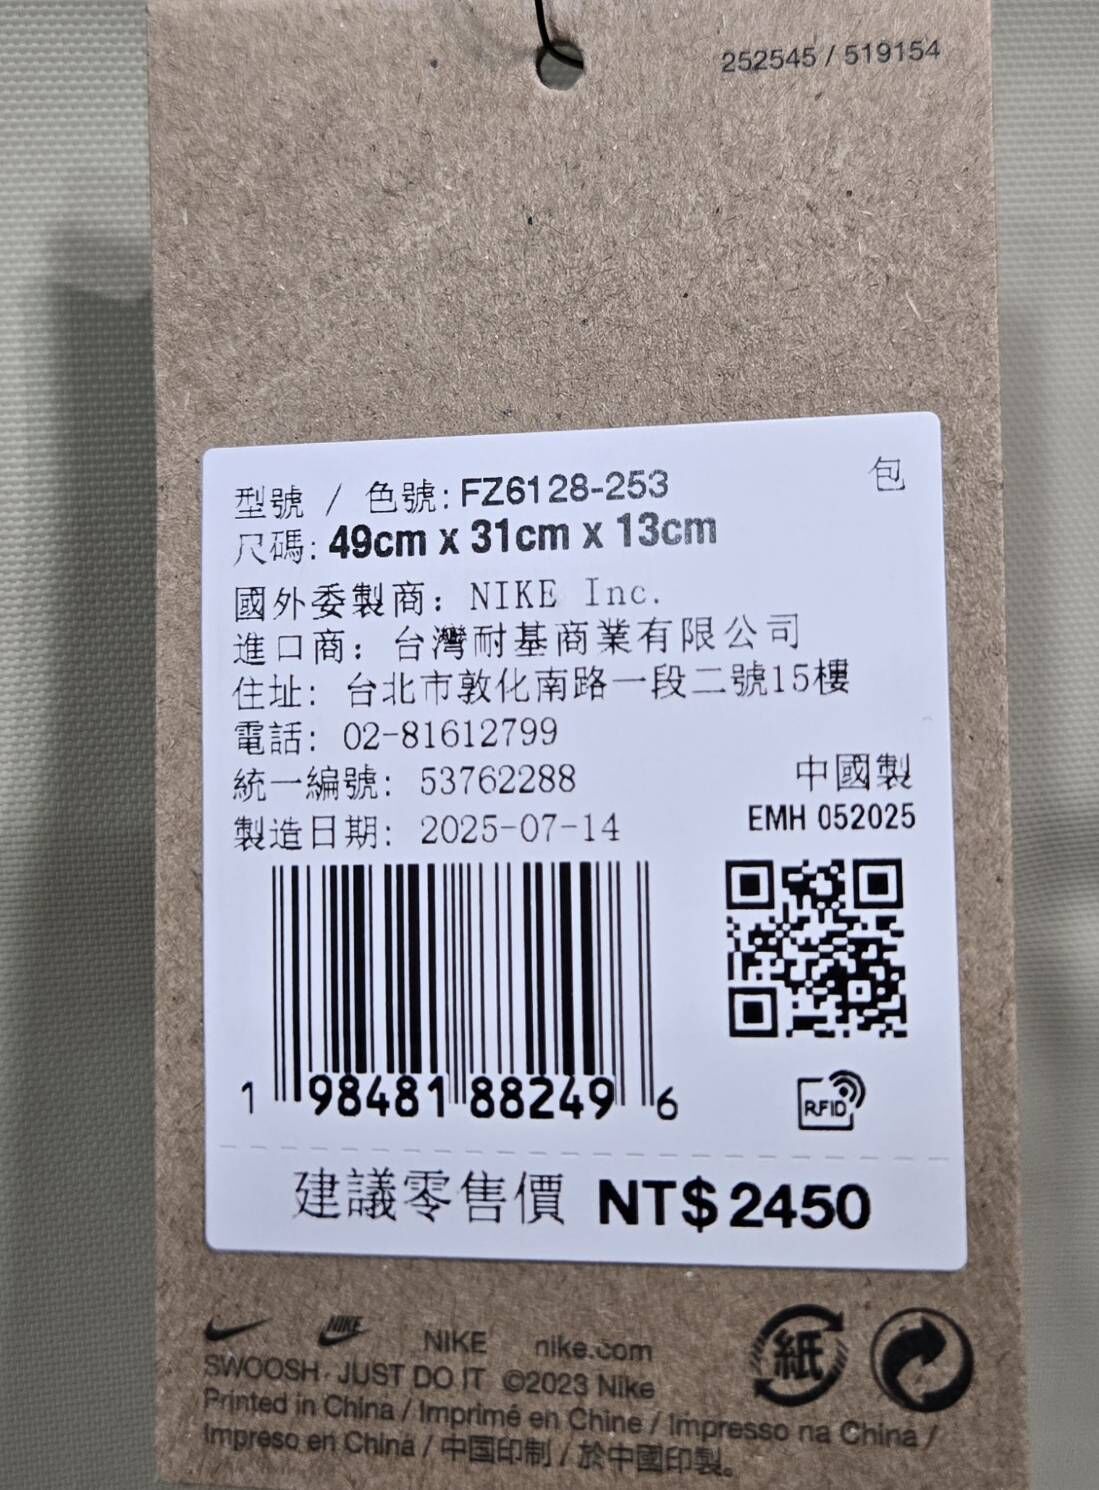 252545 / 519154
包
型號 / 色號: FZ6128-253
尺碼: 49cm x 31cm x 13cm
國外委製商: NIKE Inc.
進口商: 台灣耐基商業有限公司
住址: 台北市敦化南路一段二號15樓
電話: 02-81612799
統一編號: 53762288
製造日期: 2025-07-14
中國製
EMH 052025
1 98481 88249 6
RFID
建議零售價 NT$2450
NIKE NIKE nike.com
SWOOSH, JUST DO IT ©2023 Nike
Printed in China / Imprimé en Chine / Impresso na China /
Impreso en China / 中国印制 / 於中國印製。
紙